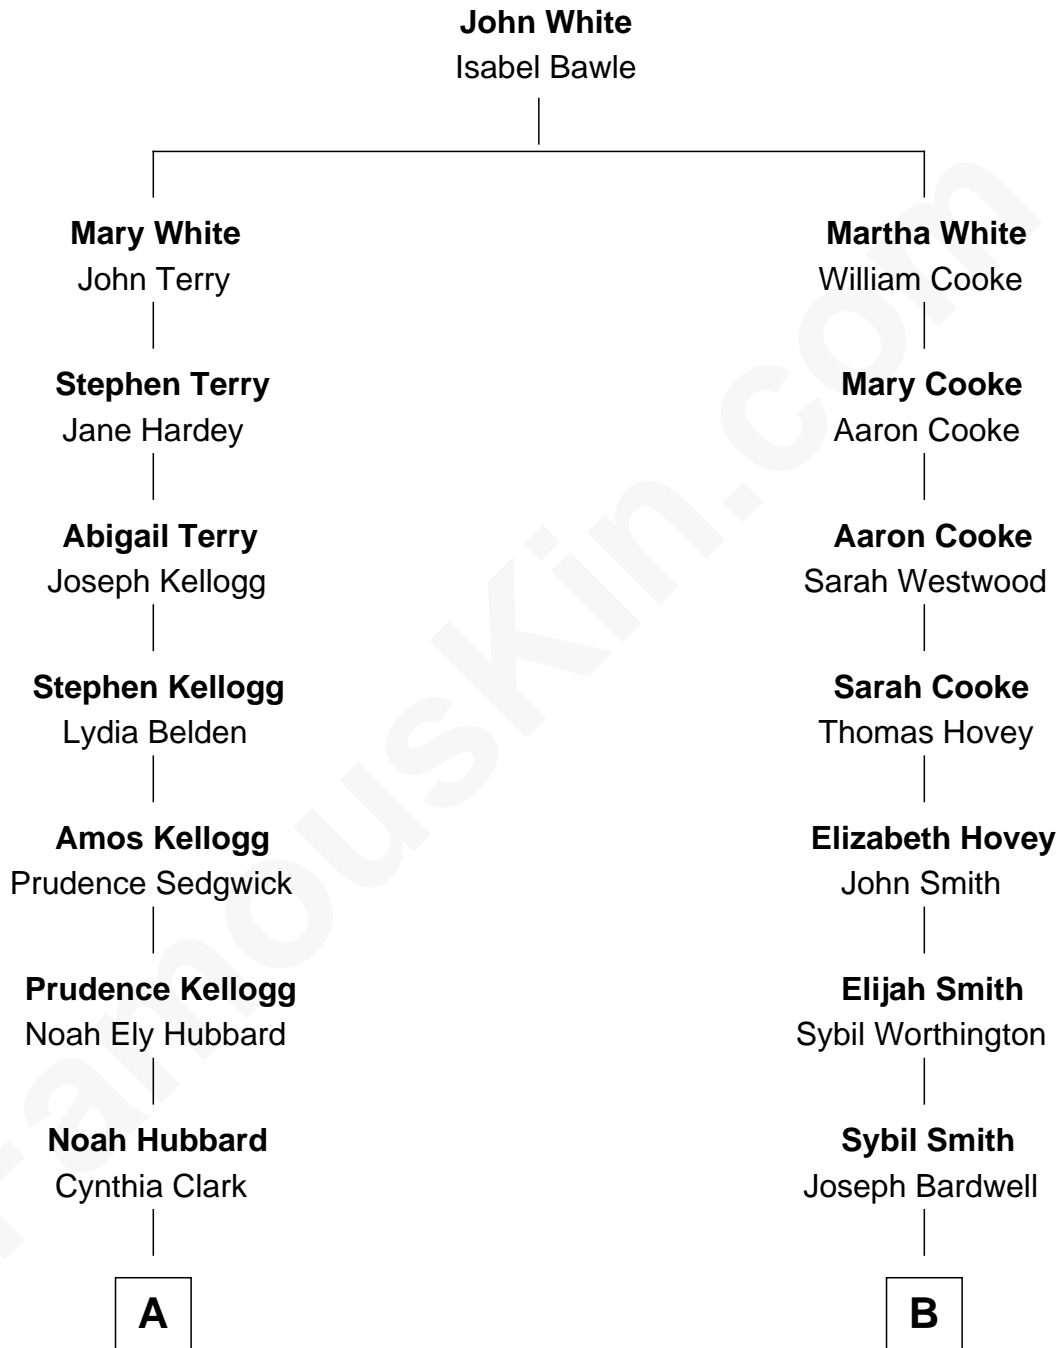 John White
Isabel Bawle
Mary White
John Terry
Martha White
William Cooke
Stephen Terry
Jane Hardey
Mary Cooke
Aaron Cooke
Abigail Terry
Joseph Kellogg
Aaron Cooke
Sarah Westwood
Stephen Kellogg
Lydia Belden
Sarah Cooke
Thomas Hovey
Amos Kellogg
Prudence Sedgwick
Elizabeth Hovey
John Smith
Prudence Kellogg
Noah Ely Hubbard
Elijah Smith
Sybil Worthington
Noah Hubbard
Cynthia Clark
Sybil Smith
Joseph Bardwell
A
B
FamousKin.com